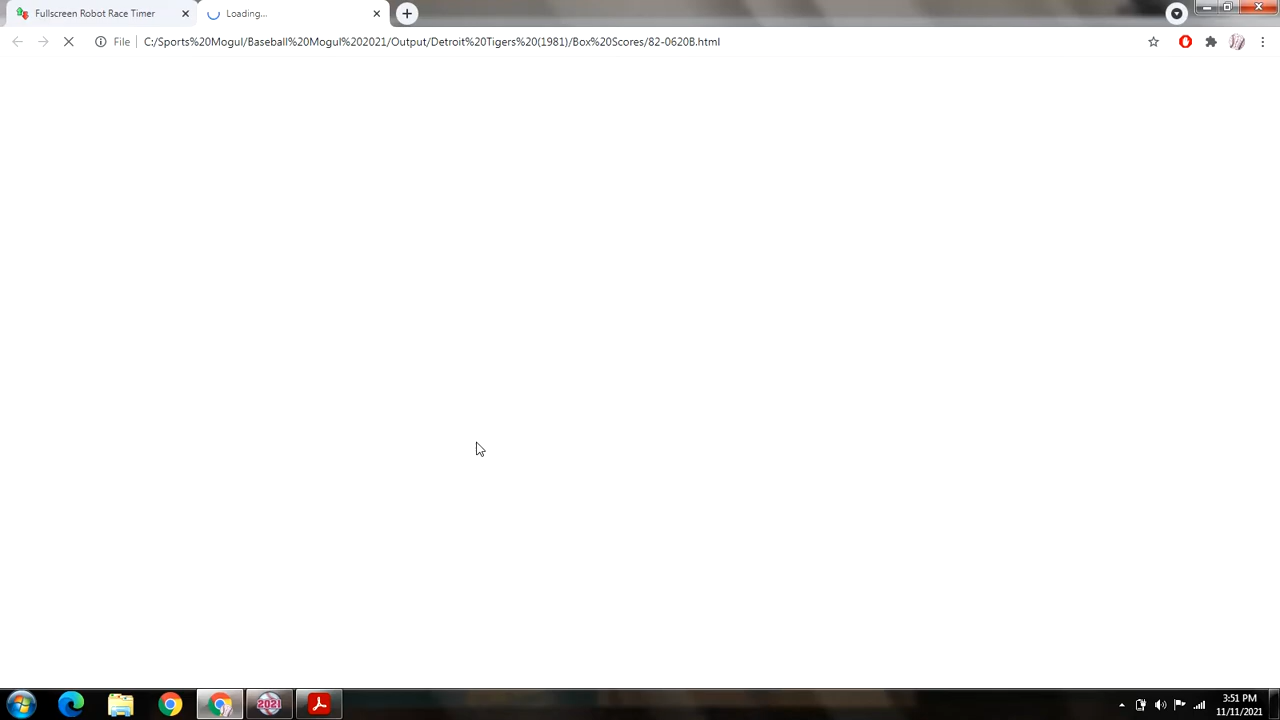 Fullscreen Robot Race Timer
Loading...
File
C:/Sports%20Mogul/Baseball%20Mogul%202021/Output/Detroit%20Tigers%20(1981)/Box%20Scores/82-0620B.html
2021
3:51 PM
11/11/2021